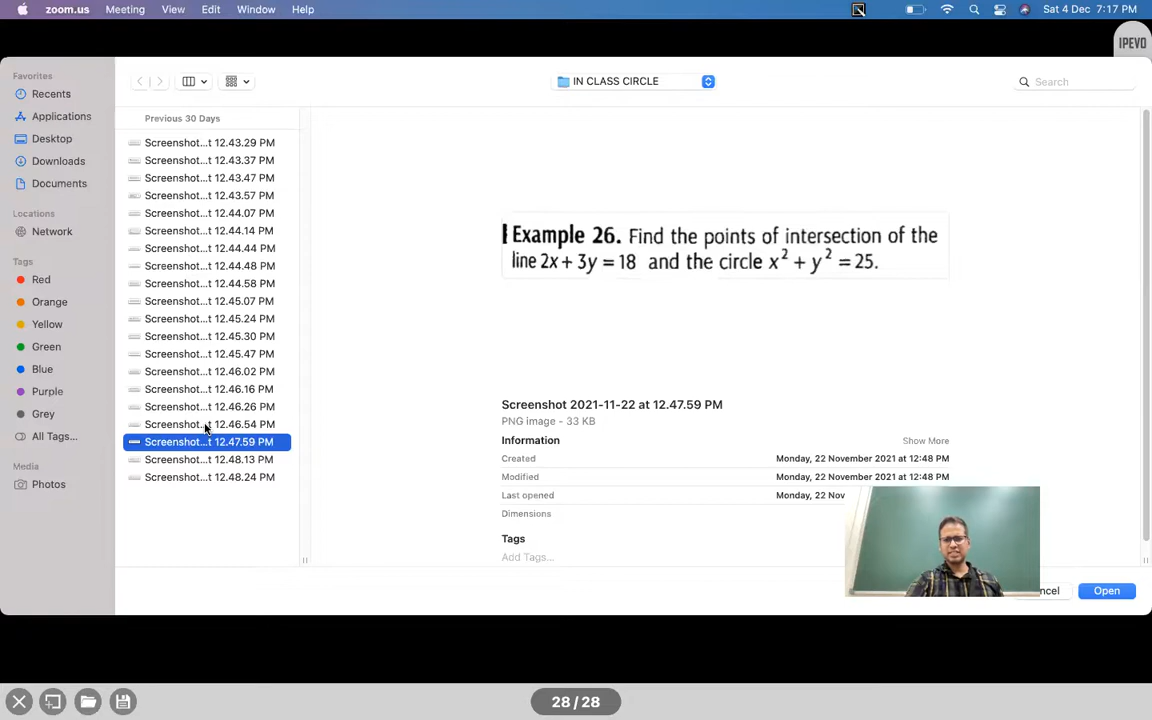 zoom.us Meeting View Edit Window Help Sat 4 Dec 7:17 PM
IPEVO
Favorites
Recents
Applications
Desktop
Downloads
Documents
Locations
Network
Tags
Red
Orange
Yellow
Green
Blue
Purple
Grey
All Tags...
Media
Photos
IN CLASS CIRCLE
Search
Previous 30 Days
Screenshot...t 12.43.29 PM
Screenshot...t 12.43.37 PM
Screenshot...t 12.43.47 PM
Screenshot...t 12.43.57 PM
Screenshot...t 12.44.07 PM
Screenshot...t 12.44.14 PM
Screenshot...t 12.44.44 PM
Screenshot...t 12.44.48 PM
Screenshot...t 12.44.58 PM
Screenshot...t 12.45.07 PM
Screenshot...t 12.45.24 PM
Screenshot...t 12.45.30 PM
Screenshot...t 12.45.47 PM
Screenshot...t 12.46.02 PM
Screenshot...t 12.46.16 PM
Screenshot...t 12.46.26 PM
Screenshot...t 12.46.54 PM
Screenshot...t 12.47.59 PM
Screenshot...t 12.48.13 PM
Screenshot...t 12.48.24 PM
Example 26. Find the points of intersection of the
line 2x + 3y = 18 and the circle x² + y² = 25.
Screenshot 2021-11-22 at 12.47.59 PM
PNG image - 33 KB
Information Show More
Created Monday, 22 November 2021 at 12:48 PM
Modified Monday, 22 November 2021 at 12:48 PM
Last opened Monday, 22 Nov
Dimensions
Tags
Add Tags...
ncel Open
28 / 28